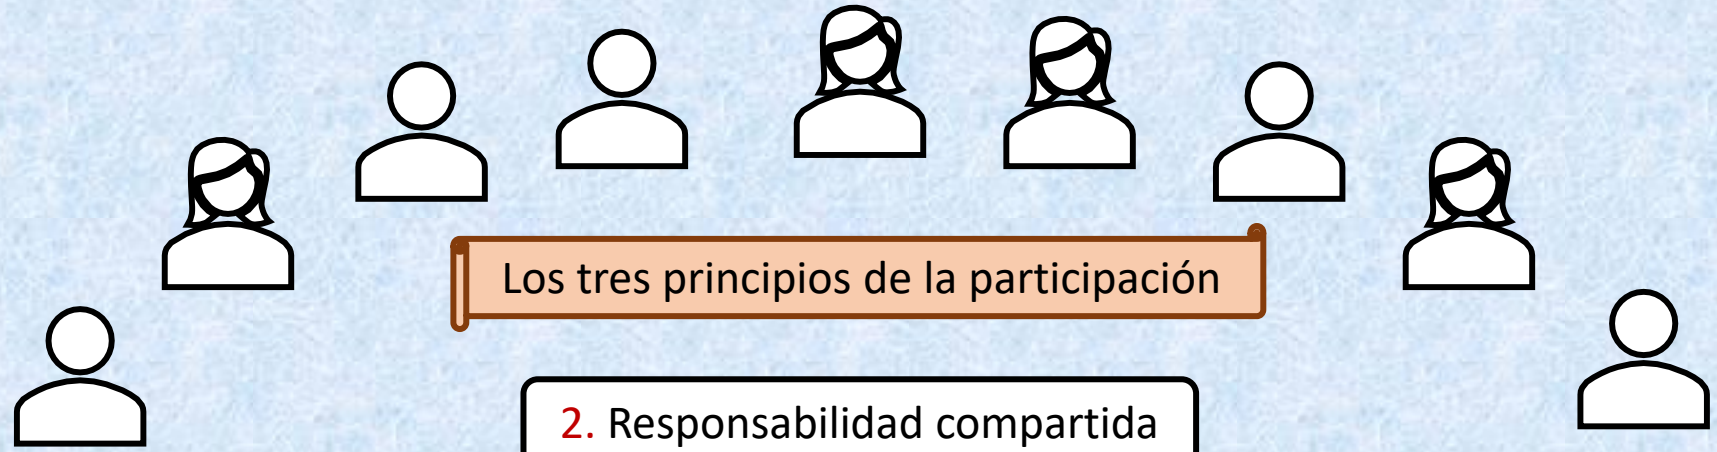 Los tres principios de la participación
2. Responsabilidad compartida